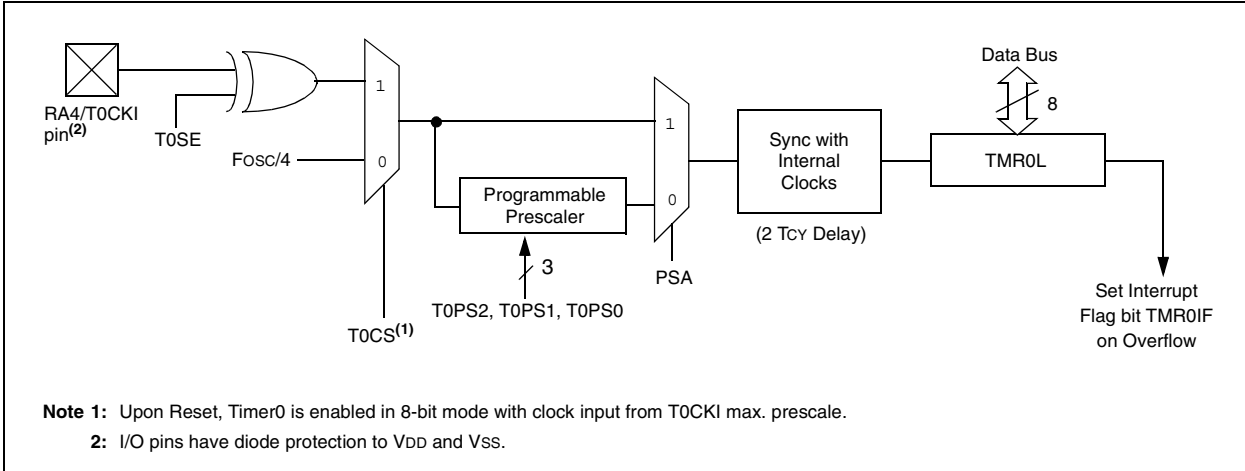 Data Bus
8
RA4/T0CKI
pin(2)
T0SE
1
FOSC/4
0
1
Programmable
Prescaler
0
Sync with
Internal
Clocks
TMR0L
(2 TCY Delay)
3
PSA
T0PS2, T0PS1, T0PS0
T0CS(1)
Set Interrupt
Flag bit TMR0IF
on Overflow
Note 1: Upon Reset, Timer0 is enabled in 8-bit mode with clock input from T0CKI max. prescale.
2: I/O pins have diode protection to VDD and VSS.